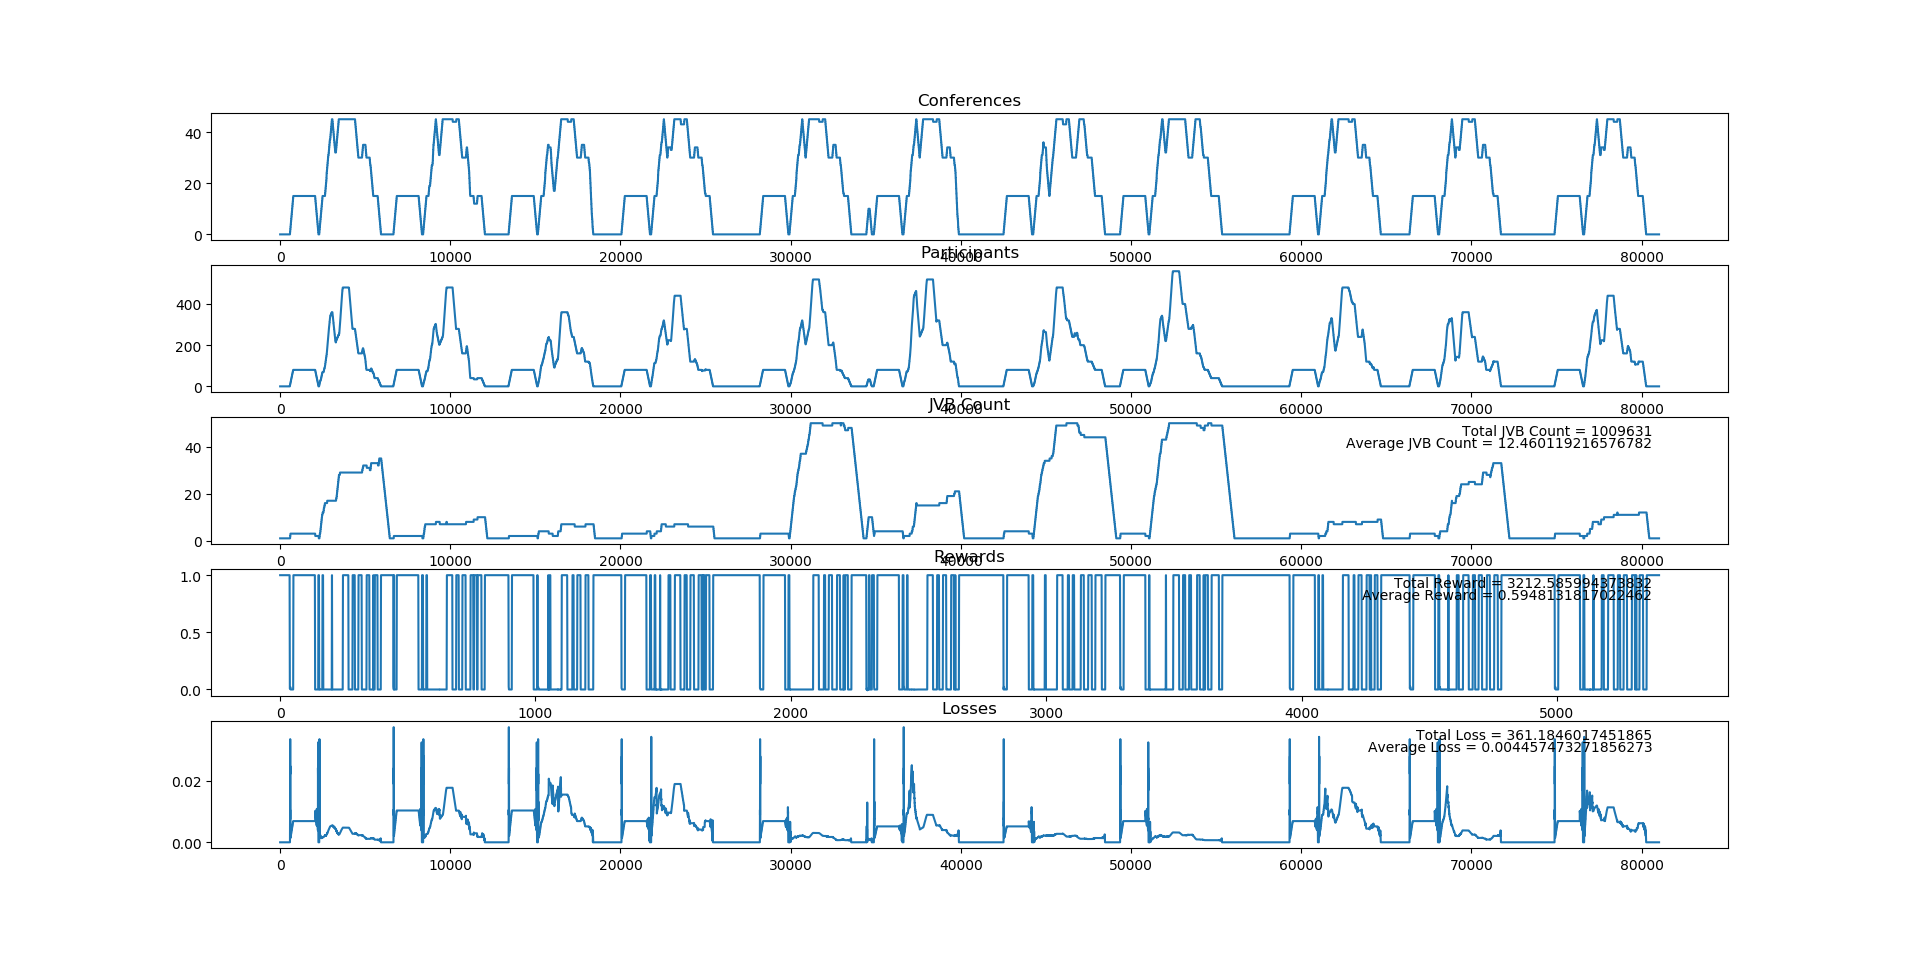 Conferences
40
20
0
0 10000 20000 30000 40000 50000 60000 70000 80000
Participants
400
200
0
0 10000 20000 30000 40000 50000 60000 70000 80000
JVB Count
Total JVB Count = 1009631
Average JVB Count = 12.460119216576782
40
20
0
0 10000 20000 30000 40000 50000 60000 70000 80000
Rewards
1.0
Total Reward = 3212.585994373832
Average Reward = 0.5948131817022462
0.5
0.0
0 1000 2000 3000 4000 5000
Losses
Total Loss = 361.1846017451865
Average Loss = 0.004457473271856273
0.02
0.00
0 10000 20000 30000 40000 50000 60000 70000 80000